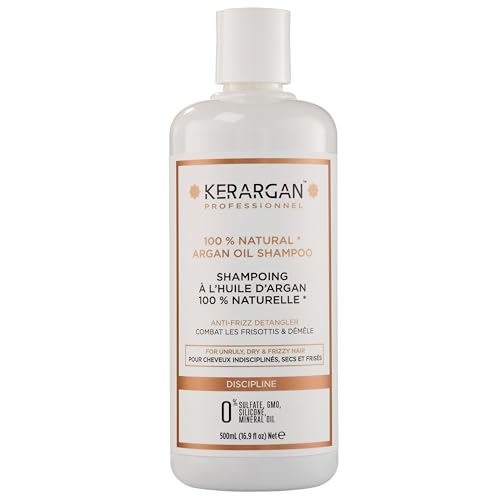 KERARGAN™
PROFESSIONNEL
100 % NATURAL *
ARGAN OIL SHAMPOO
SHAMPOING
À L'HUILE D'ARGAN
100 % NATURELLE *
ANTI-FRIZZ DETANGLER
COMBAT LES FRISOTTIS & DÉMÊLE
FOR UNRULY, DRY & FRIZZY HAIR
POUR CHEVEUX INDISCIPLINÉS, SECS ET FRISÉS
DISCIPLINE
0% SULFATE, GMO,
SILICONE,
MINERAL OIL
500mL (16.9 fl oz) Net ℮